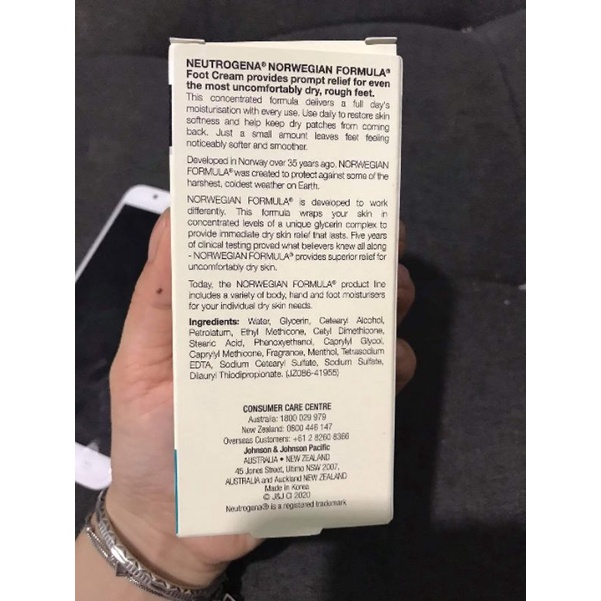 NEUTROGENA® NORWEGIAN FORMULA®
Foot Cream provides prompt relief for even
the most uncomfortably dry, rough feet.
This concentrated formula delivers a full day's
moisturisation with every use. Use daily to restore skin
softness and help keep dry patches from coming
back. Just a small amount leaves feet feeling
noticeably softer and smoother.
Developed in Norway over 35 years ago, NORWEGIAN
FORMULA® was created to protect against some of the
harshest, coldest weather on Earth.
NORWEGIAN FORMULA® is developed to work
differently. This formula wraps your skin in
concentrated levels of a unique glycerin complex to
provide immediate dry skin relief that lasts. Five years
of clinical testing proved what believers knew all along
- NORWEGIAN FORMULA® provides superior relief for
uncomfortably dry skin.
Today, the NORWEGIAN FORMULA® product line
includes a variety of body, hand and foot moisturisers
for your individual dry skin needs.
Ingredients: Water, Glycerin, Cetearyl Alcohol,
Petrolatum, Ethyl Methicone, Cetyl Dimethicone,
Stearic Acid, Phenoxyethanol, Caprylyl Glycol,
Caprylyl Methicone, Fragrance, Menthol, Tetrasodium
EDTA, Sodium Cetearyl Sulfate, Sodium Sulfate,
Dilauryl Thiodipropionate. (JZ086-41955)
CONSUMER CARE CENTRE
Australia: 1800 029 979
New Zealand: 0800 446 147
Overseas Customers: +61 2 8260 8366
Johnson & Johnson Pacific
AUSTRALIA • NEW ZEALAND
45 Jones Street, Ultimo NSW 2007,
AUSTRALIA and Auckland NEW ZEALAND
Made in Korea
© J&J CI 2020
Neutrogena® is a registered trademark